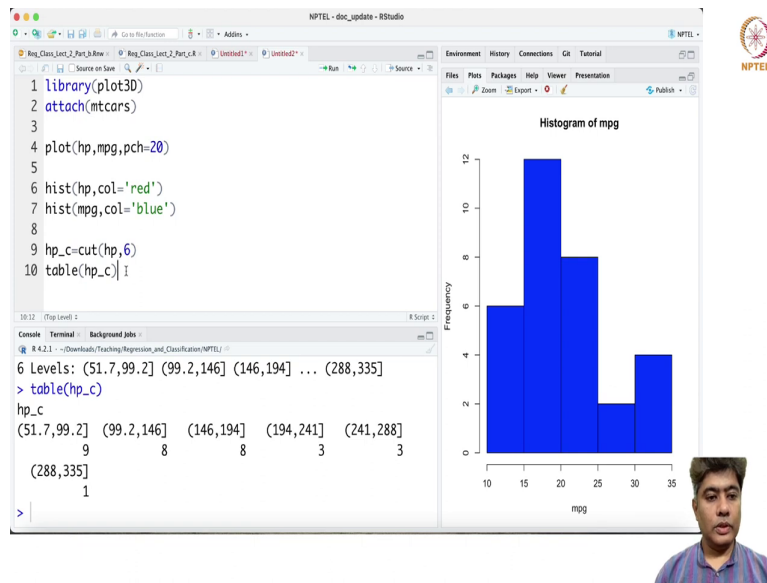 NPTEL - doc_update - RStudio
Go to file/function
Addins
NPTEL
Reg_Class_Lect_2_Part_b.Rnw
Reg_Class_Lect_2_Part_c.R
Untitled1*
Untitled2*
Source on Save
Run
Source
1 library(plot3D)
2 attach(mtcars)
3
4 plot(hp,mpg,pch=20)
5
6 hist(hp,col='red')
7 hist(mpg,col='blue')
8
9 hp_c=cut(hp,6)
10 table(hp_c)
10:12 (Top Level) R Script
Console Terminal Background Jobs
R 4.2.1 · ~/Downloads/Teaching/Regression_and_Classification/NPTEL/
6 Levels: (51.7,99.2] (99.2,146] (146,194] ... (288,335]
> table(hp_c)
hp_c
(51.7,99.2] (99.2,146] (146,194] (194,241] (241,288]
9 8 8 3 3
(288,335]
1
>
Environment History Connections Git Tutorial
Files Plots Packages Help Viewer Presentation
Zoom Export Publish
Histogram of mpg
Frequency
12
10
8
6
4
2
0
10 15 20 25 30 35
mpg
NPTEL